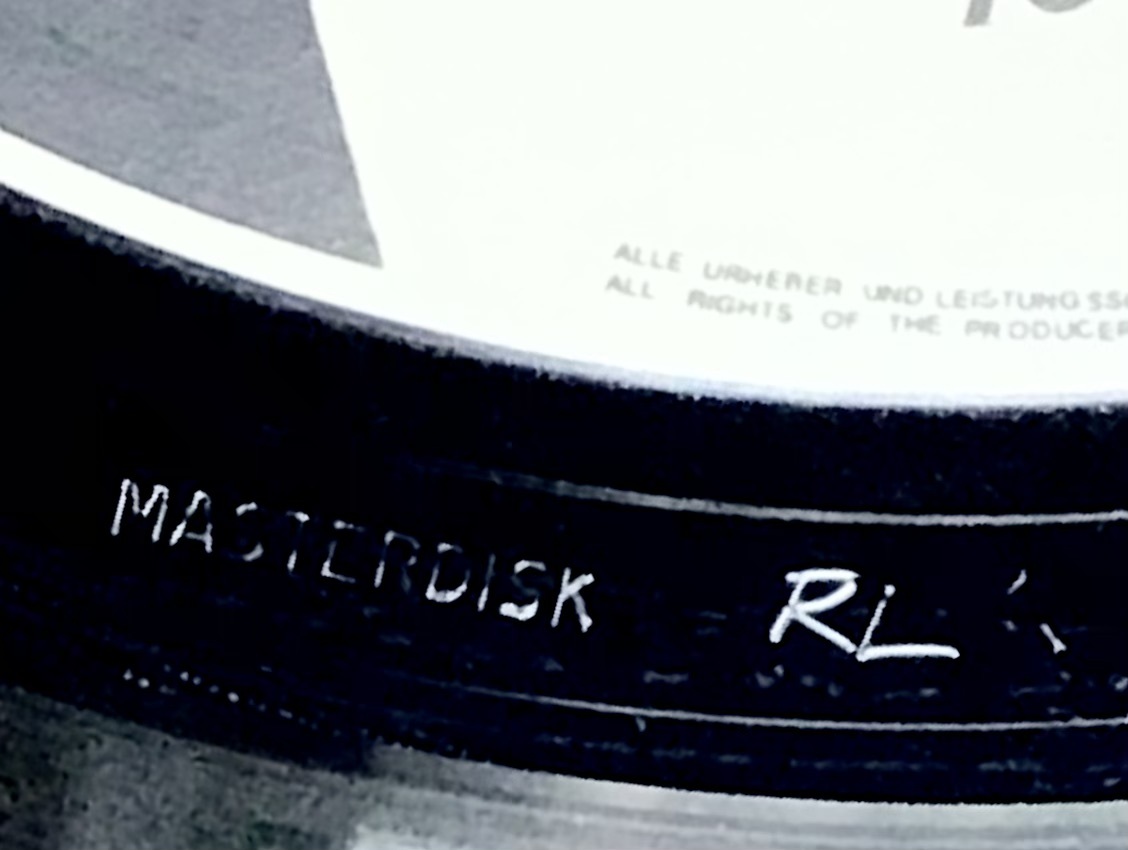 ALLE URHEBER UND LEISTUNGSS
ALL RIGHTS OF THE PRODUCER
MASTERDISK RL